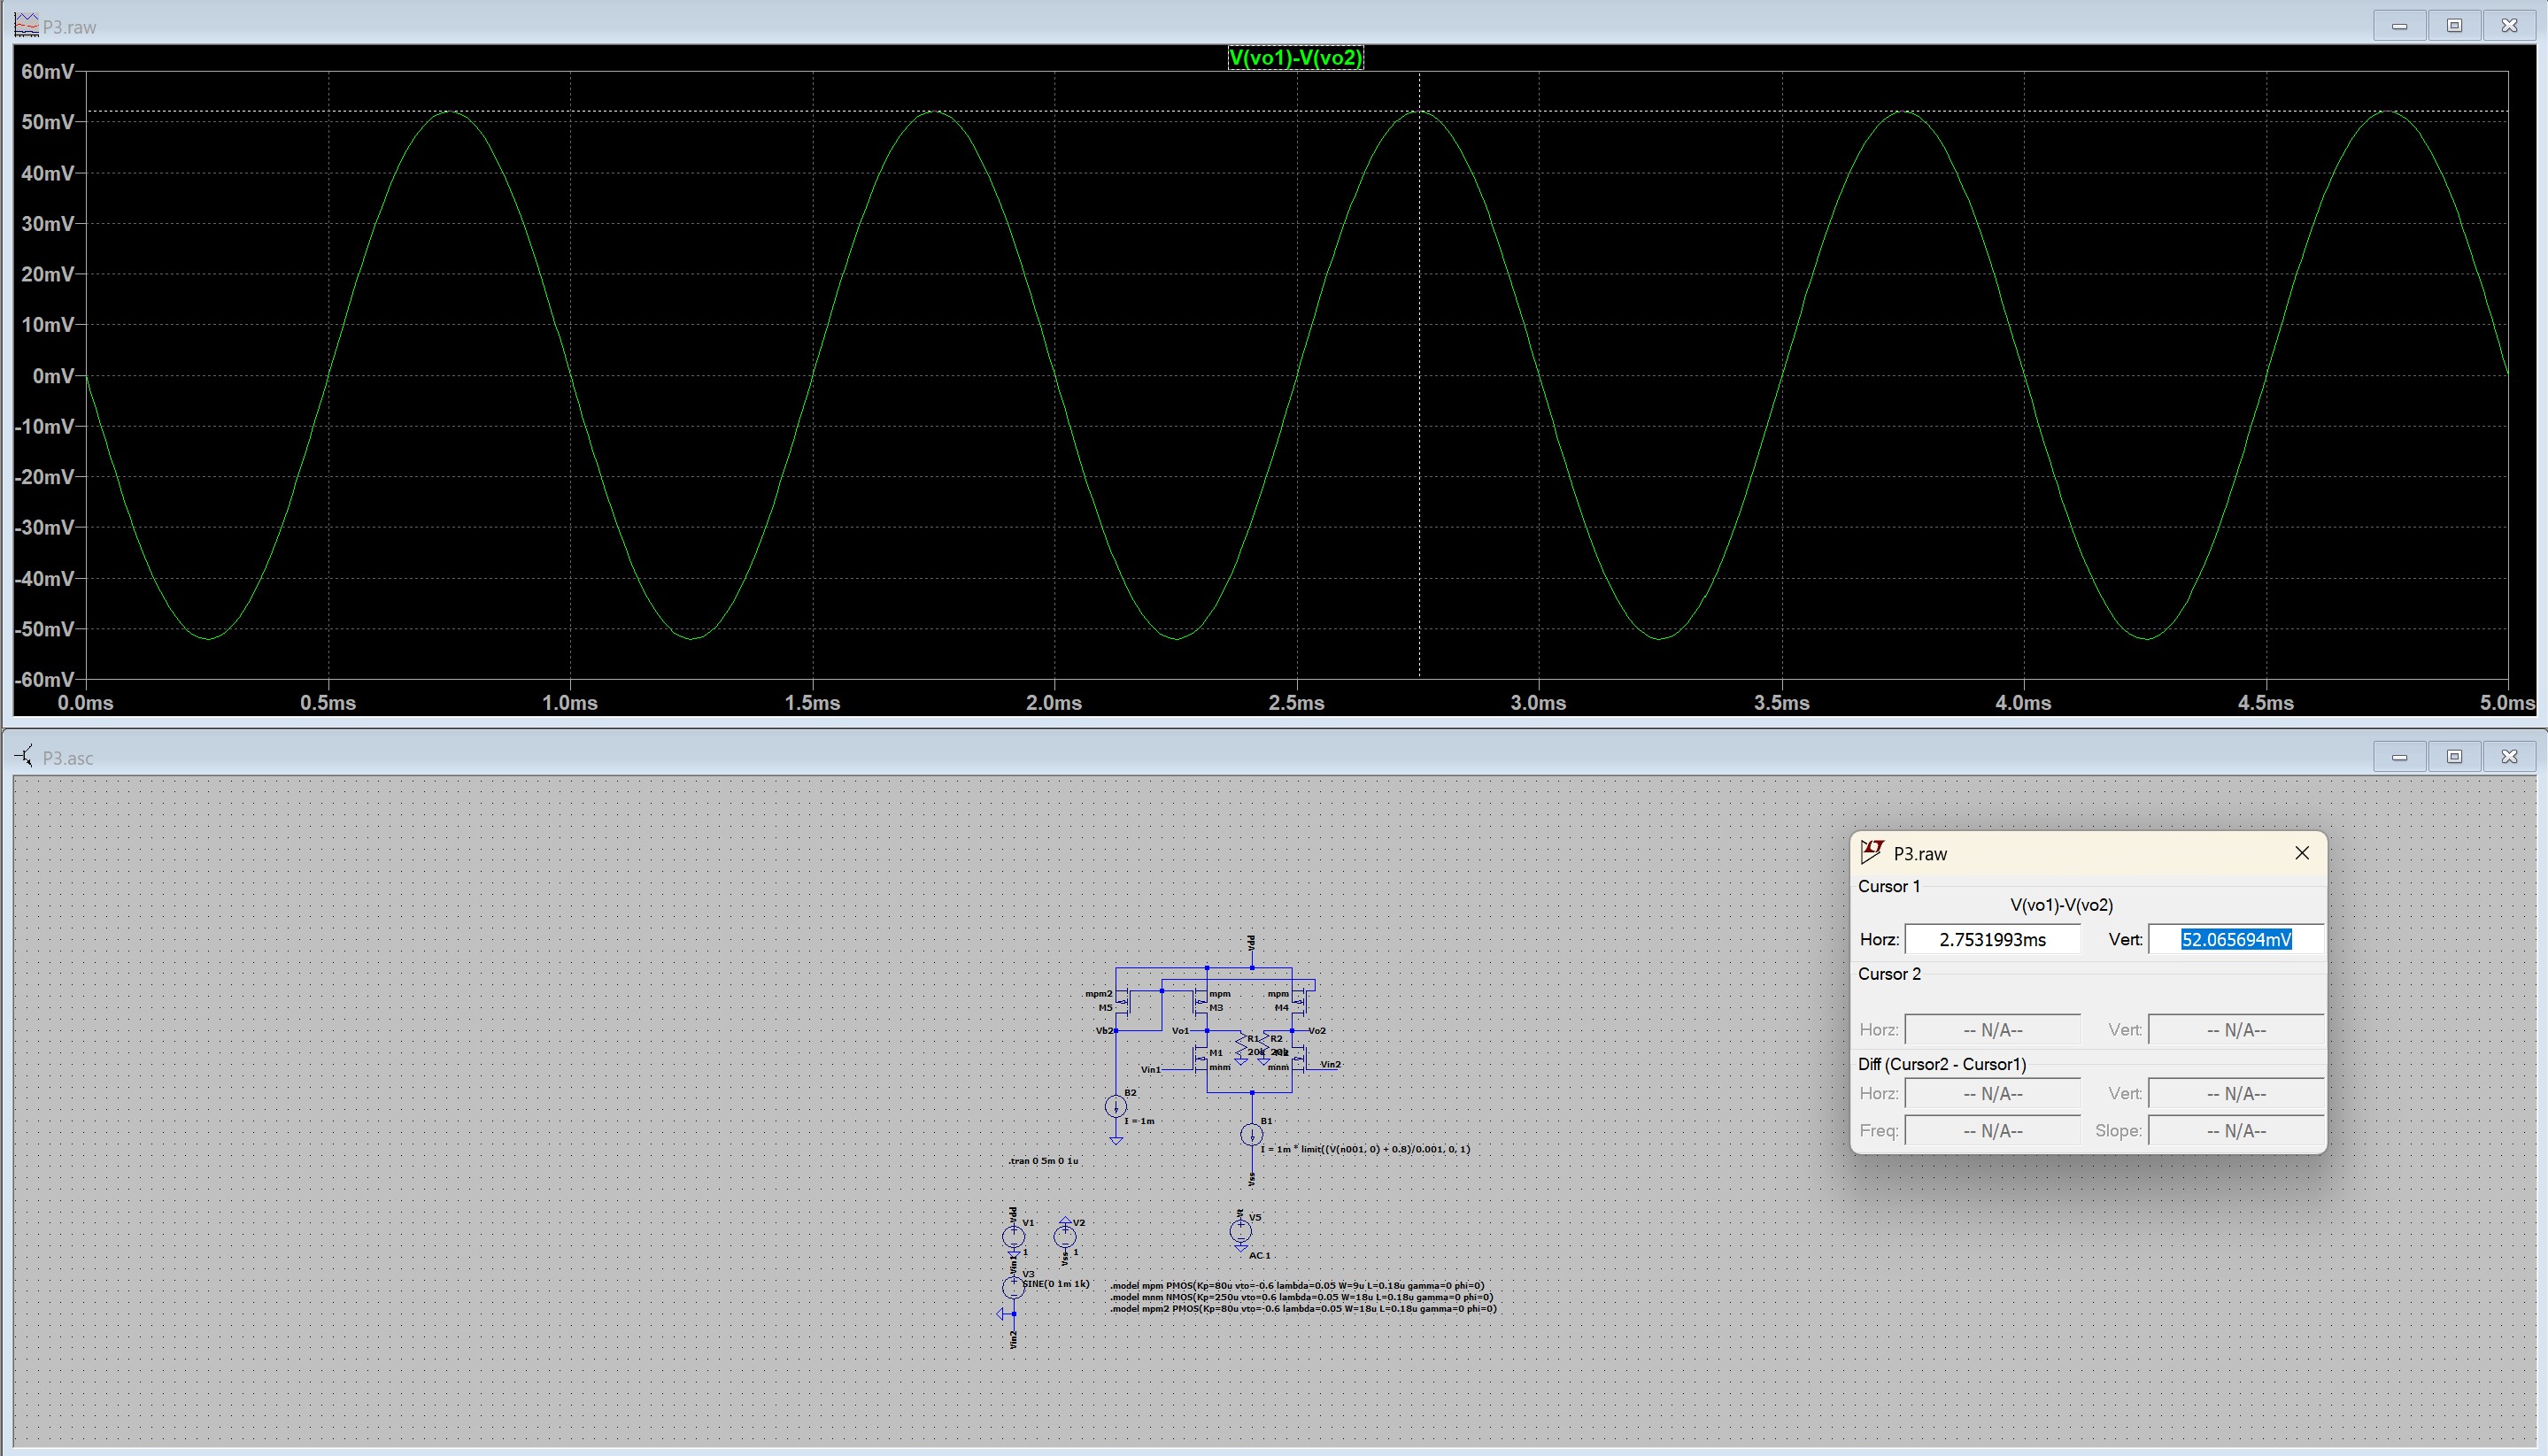 P3.raw
V(vo1)-V(vo2)
60mV
50mV
40mV
30mV
20mV
10mV
0mV
-10mV
-20mV
-30mV
-40mV
-50mV
-60mV
0.0ms 0.5ms 1.0ms 1.5ms 2.0ms 2.5ms 3.0ms 3.5ms 4.0ms 4.5ms 5.0ms
P3.asc
Vdd
mpm2 mpm mpm
M5 M3 M4
Vb2 Vo1 Vo2
R1 R2
20k 20k
M1
mnm mnm
Vin1 Vin2
B2
I = 1m
B1
I = 1m * limit((V(n001, 0) + 0.8)/0.001, 0, 1)
Vss
.tran 0 5m 0 1u
Vdd
V1
1
V2
1
Vss
Vin1
V3
SINE(0 1m 1k)
Vin2
Vt
V5
AC 1
.model mpm PMOS(Kp=80u vto=-0.6 lambda=0.05 W=9u L=0.18u gamma=0 phi=0)
.model mnm NMOS(Kp=250u vto=0.6 lambda=0.05 W=18u L=0.18u gamma=0 phi=0)
.model mpm2 PMOS(Kp=80u vto=-0.6 lambda=0.05 W=18u L=0.18u gamma=0 phi=0)
P3.raw
Cursor 1
V(vo1)-V(vo2)
Horz: 2.7531993ms Vert: 52.065694mV
Cursor 2
Horz: -- N/A-- Vert: -- N/A--
Diff (Cursor2 - Cursor1)
Horz: -- N/A-- Vert: -- N/A--
Freq: -- N/A-- Slope: -- N/A--